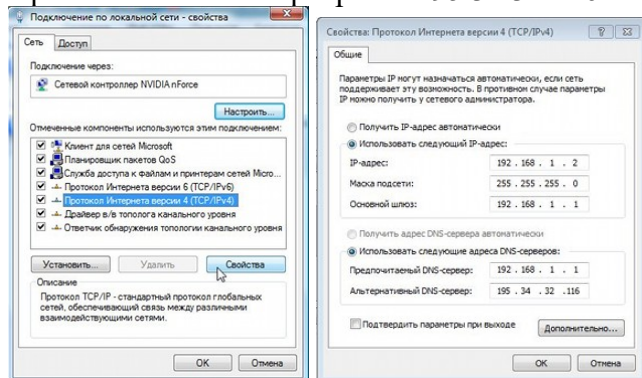 Подключение по локальной сети - свойства
Сеть Доступ
Подключение через:
Сетевой контроллер NVIDIA nForce
Настроить...
Отмеченные компоненты используются этим подключением:
Клиент для сетей Microsoft
Планировщик пакетов QoS
Служба доступа к файлам и принтерам сетей Micro...
Протокол Интернета версии 6 (TCP/IPv6)
Протокол Интернета версии 4 (TCP/IPv4)
Драйвер в/в тополога канального уровня
Ответчик обнаружения топологии канального уровня
Установить... Удалить Свойства
Описание
Протокол TCP/IP - стандартный протокол глобальных
сетей, обеспечивающий связь между различными
взаимодействующими сетями.
ОК Отмена
Свойства: Протокол Интернета версии 4 (TCP/IPv4)
Общие
Параметры IP могут назначаться автоматически, если сеть
поддерживает эту возможность. В противном случае параметры
IP можно получить у сетевого администратора.
Получить IP-адрес автоматически
Использовать следующий IP-адрес:
IP-адрес: 192 . 168 . 1 . 2
Маска подсети: 255 . 255 . 255 . 0
Основной шлюз: 192 . 168 . 1 . 1
Получить адрес DNS-сервера автоматически
Использовать следующие адреса DNS-серверов:
Предпочитаемый DNS-сервер: 192 . 168 . 1 . 1
Альтернативный DNS-сервер: 195 . 34 . 32 . 116
Подтвердить параметры при выходе Дополнительно...
ОК Отмена